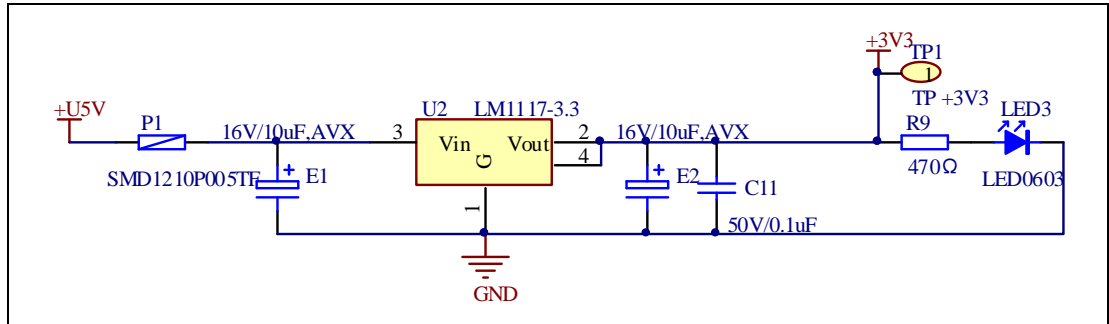 +3V3
TP1
1
+U5V
U2
LM1117-3.3
TP +3V3
LED3
P1
16V/10uF,AVX
3
Vin
Vout
2
16V/10uF,AVX
R9
G
4
470Ω
SMD1210P005TF
+
E1
+
E2
C11
LED0603
1
50V/0.1uF
GND